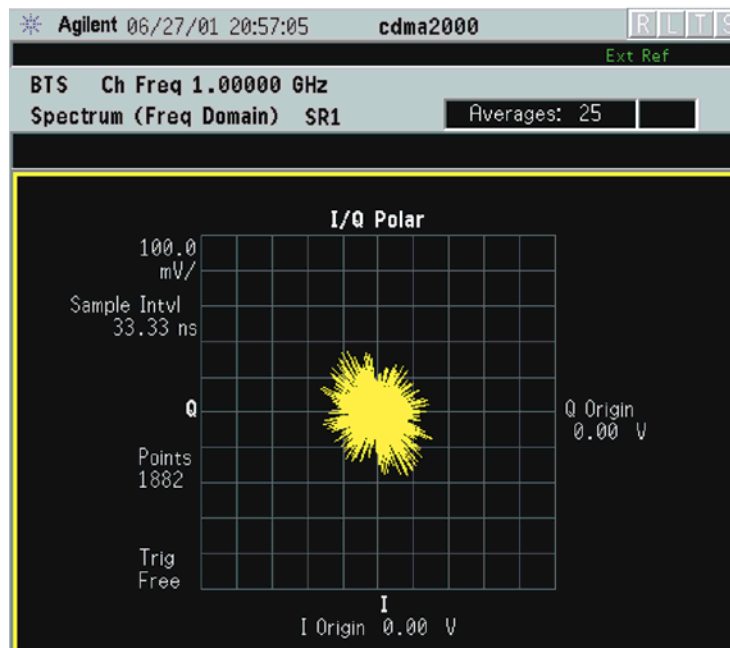 Agilent 06/27/01 20:57:05 cdma2000 R L T S
Ext Ref
BTS Ch Freq 1.00000 GHz
Spectrum (Freq Domain) SR1 Averages: 25
I/Q Polar
100.0
mV/
Sample Intvl
33.33 ns
Q
Q Origin
0.00 V
Points
1882
Trig
Free
I
I Origin 0.00 V